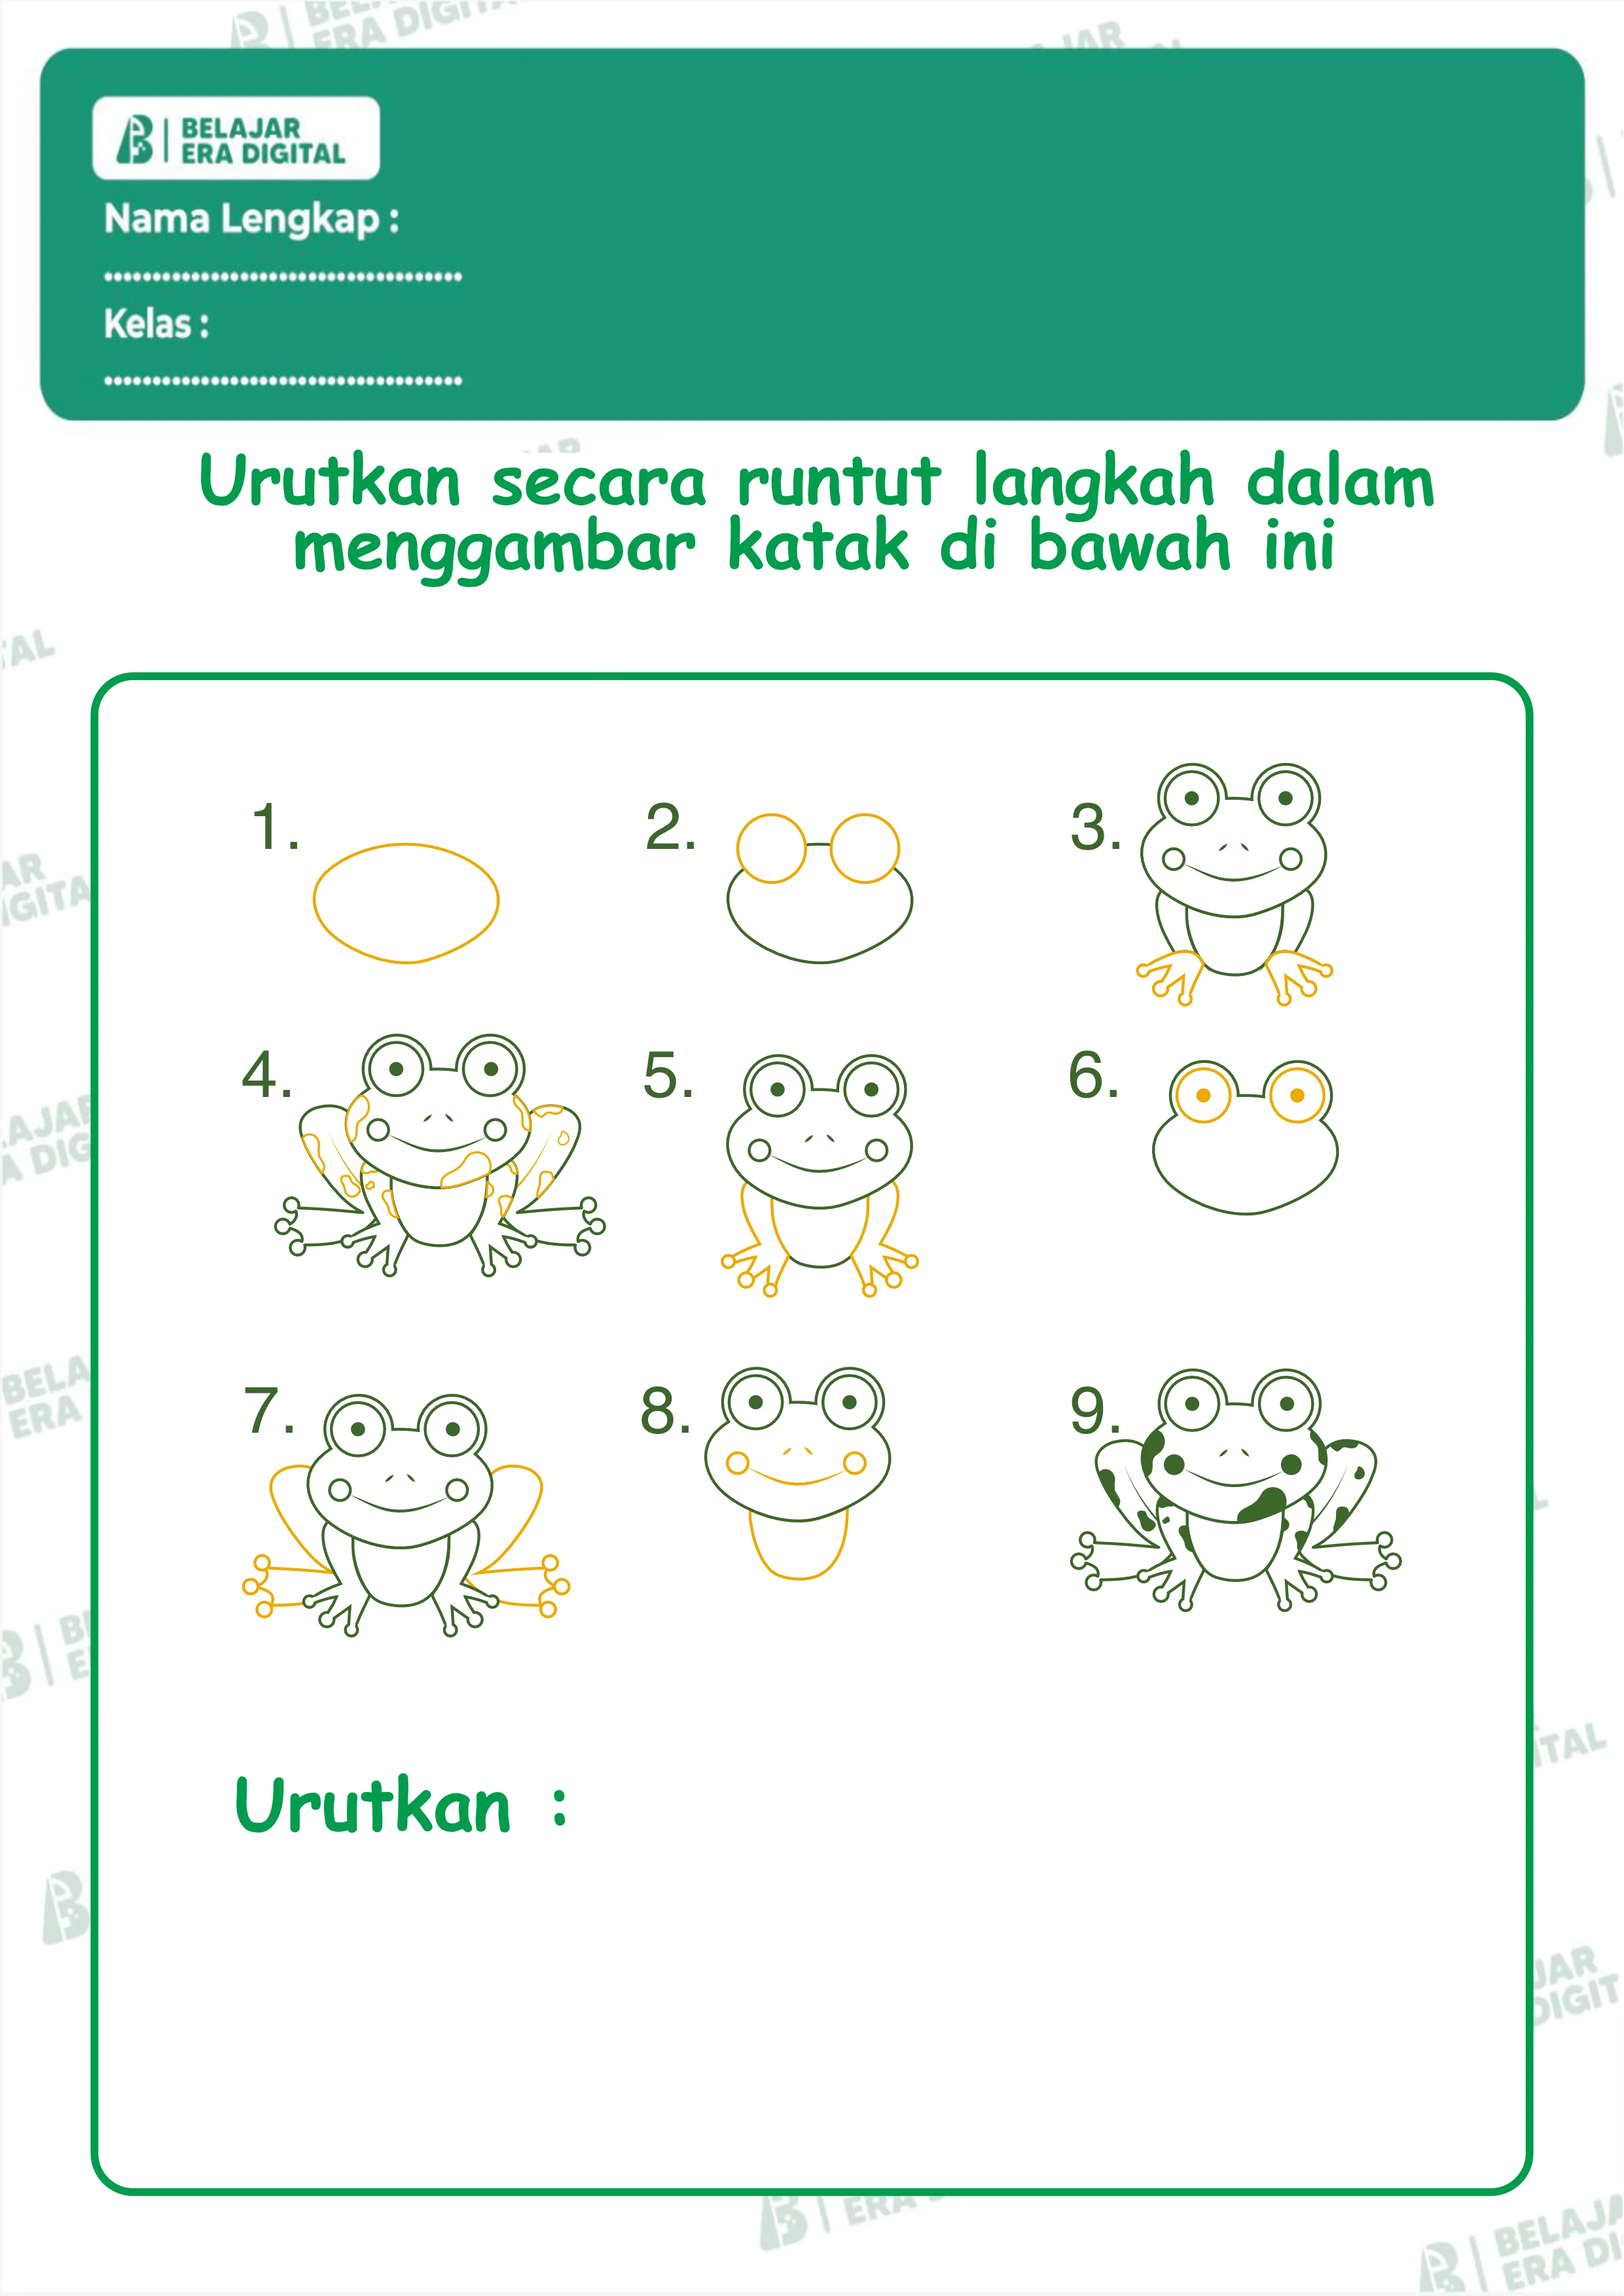 BELAJAR
ERA DIGITAL
Nama Lengkap :
.....................................
Kelas :
.....................................
Urutkan secara runtut langkah dalam
menggambar katak di bawah ini
1.
2.
3.
4.
5.
6.
7.
8.
9.
Urutkan :